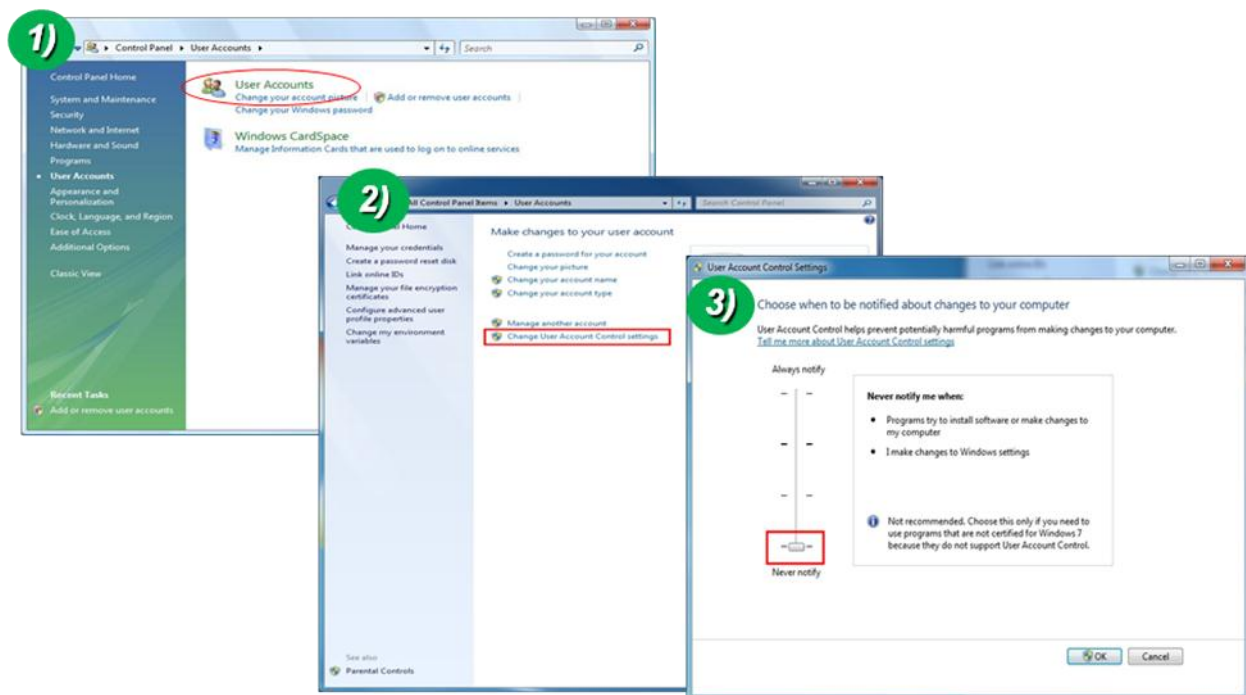 1)
Control Panel ▸ User Accounts ▸
Search
Control Panel Home
System and Maintenance
Security
Network and Internet
Hardware and Sound
Programs
User Accounts
Appearance and
Personalization
Clock, Language, and Region
Ease of Access
Additional Options
Classic View
Recent Tasks
Add or remove user accounts
User Accounts
Change your account picture
Add or remove user accounts
Change your Windows password
Windows CardSpace
Manage Information Cards that are used to log on to online services
2)
All Control Panel Items ▸ User Accounts
Search Control Panel
Home
Manage your credentials
Create a password reset disk
Link online IDs
Manage your file encryption
certificates
Configure advanced user
profile properties
Change my environment
variables
See also
Parental Controls
Make changes to your user account
Create a password for your account
Change your picture
Change your account name
Change your account type
Manage another account
Change User Account Control settings
3)
User Account Control Settings
Choose when to be notified about changes to your computer
User Account Control helps prevent potentially harmful programs from making changes to your computer.
Tell me more about User Account Control settings
Always notify
Never notify
Never notify me when:
• Programs try to install software or make changes to
my computer
• I make changes to Windows settings
Not recommended. Choose this only if you need to
use programs that are not certified for Windows 7
because they do not support User Account Control.
OK
Cancel